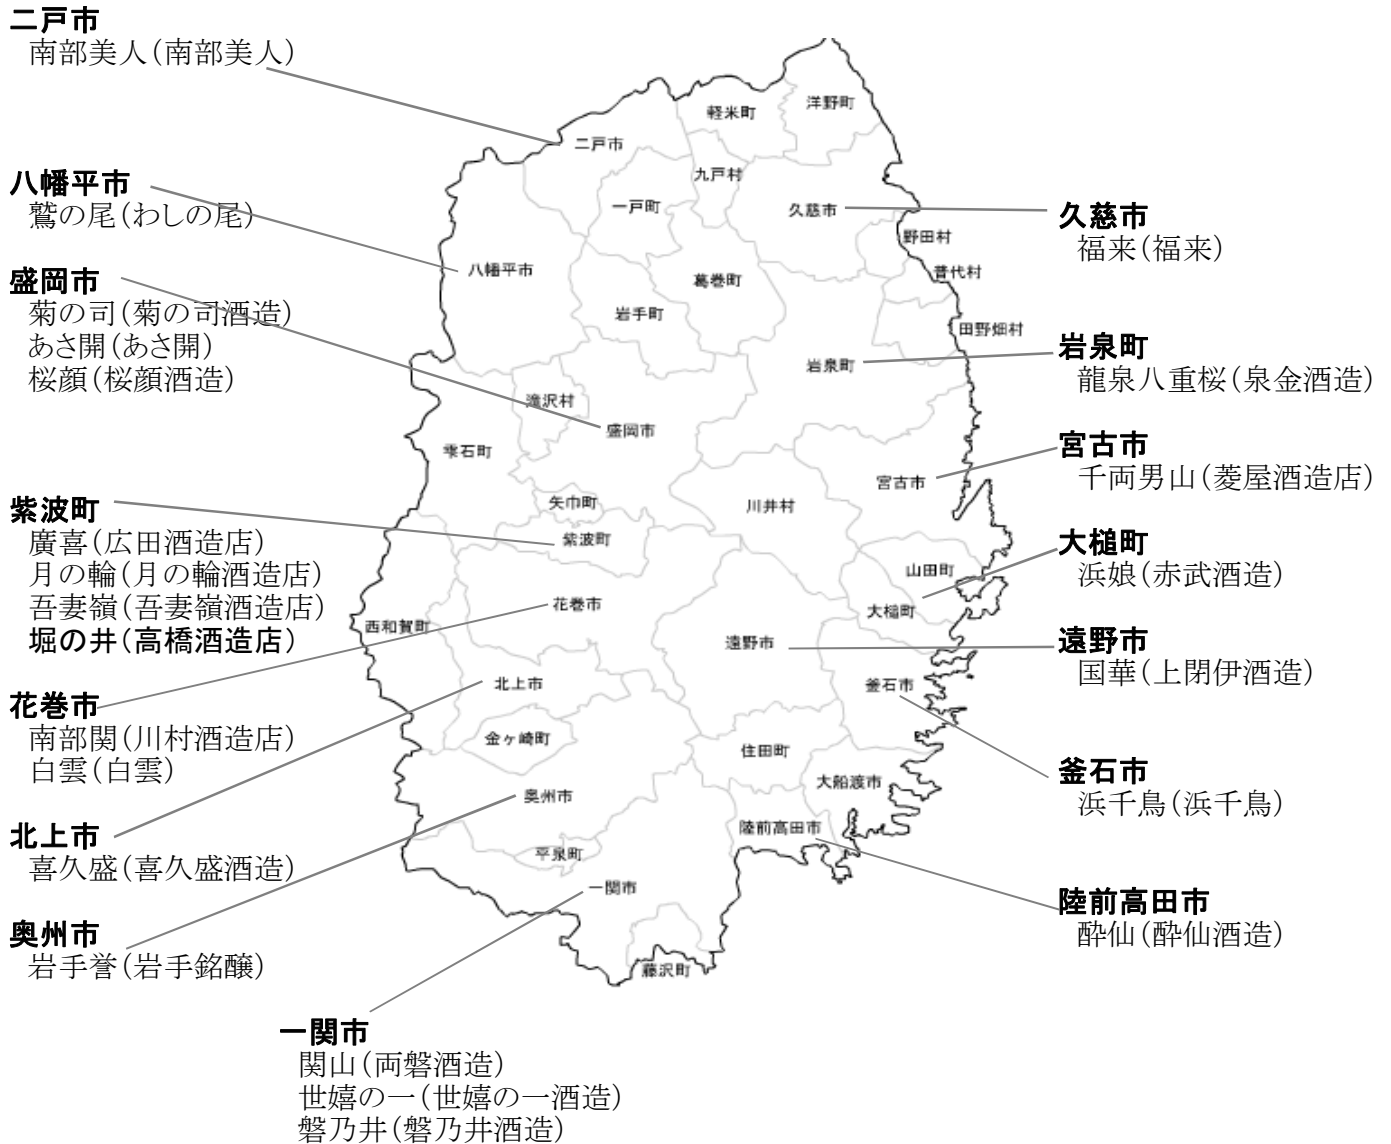 二戸市
南部美人(南部美人)
八幡平市
鷲の尾(わしの尾)
盛岡市
菊の司(菊の司酒造)
あさ開(あさ開)
桜顔(桜顔酒造)
紫波町
廣喜(広田酒造店)
月の輪(月の輪酒造店)
吾妻嶺(吾妻嶺酒造店)
堀の井(高橋酒造店)
花巻市
南部関(川村酒造店)
白雲(白雲)
北上市
喜久盛(喜久盛酒造)
奥州市
岩手誉(岩手銘醸)
一関市
関山(両磐酒造)
世嬉の一(世嬉の一酒造)
磐乃井(磐乃井酒造)
久慈市
福来(福来)
岩泉町
龍泉八重桜(泉金酒造)
宮古市
千両男山(菱屋酒造店)
大槌町
浜娘(赤武酒造)
遠野市
国華(上閉伊酒造)
釜石市
浜千鳥(浜千鳥)
陸前高田市
酔仙(酔仙酒造)
洋野町
軽米町
二戸市
九戸村
一戸町
久慈市
野田村
八幡平市
葛巻町
普代村
岩手町
田野畑村
岩泉町
滝沢村
盛岡市
雫石町
宮古市
矢巾町
川井村
紫波町
山田町
花巻市
大槌町
西和賀町
遠野市
北上市
釜石市
金ヶ崎町
住田町
大船渡市
奥州市
陸前高田市
平泉町
一関市
藤沢町